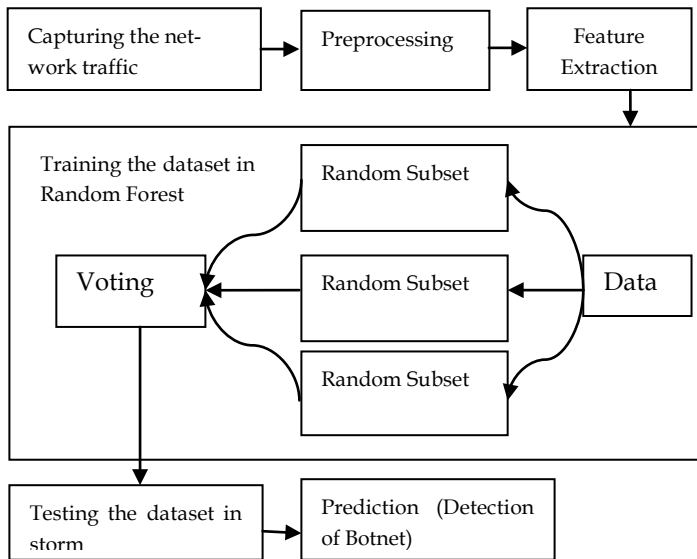 Capturing the net-
work traffic
Preprocessing
Feature
Extraction
Training the dataset in
Random Forest
Random Subset
Voting
Random Subset
Data
Random Subset
Testing the dataset in
storm
Prediction (Detection
of Botnet)